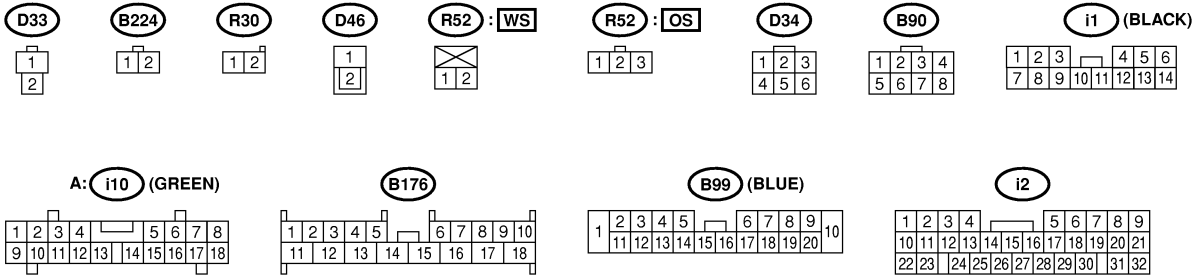 D33 B224 R30 D46 R52 : WS R52 : OS D34 B90 i1 (BLACK)
1 1 2 1 2 1 1 2 3 1 2 3 1 2 3 4 1 2 3 4 5 6
2 2 1 2 4 5 6 5 6 7 8 7 8 9 10 11 12 13 14
A: i10 (GREEN) B176 B99 (BLUE) i2
1 2 3 4 5 6 7 8 1 2 3 4 5 6 7 8 9 10 1 2 3 4 5 6 7 8 9 10 1 2 3 4 5 6 7 8 9
9 10 11 12 13 14 15 16 17 18 11 12 13 14 15 16 17 18 11 12 13 14 15 16 17 18 19 20 10 11 12 13 14 15 16 17 18 19 20 21
22 23 24 25 26 27 28 29 30 31 32